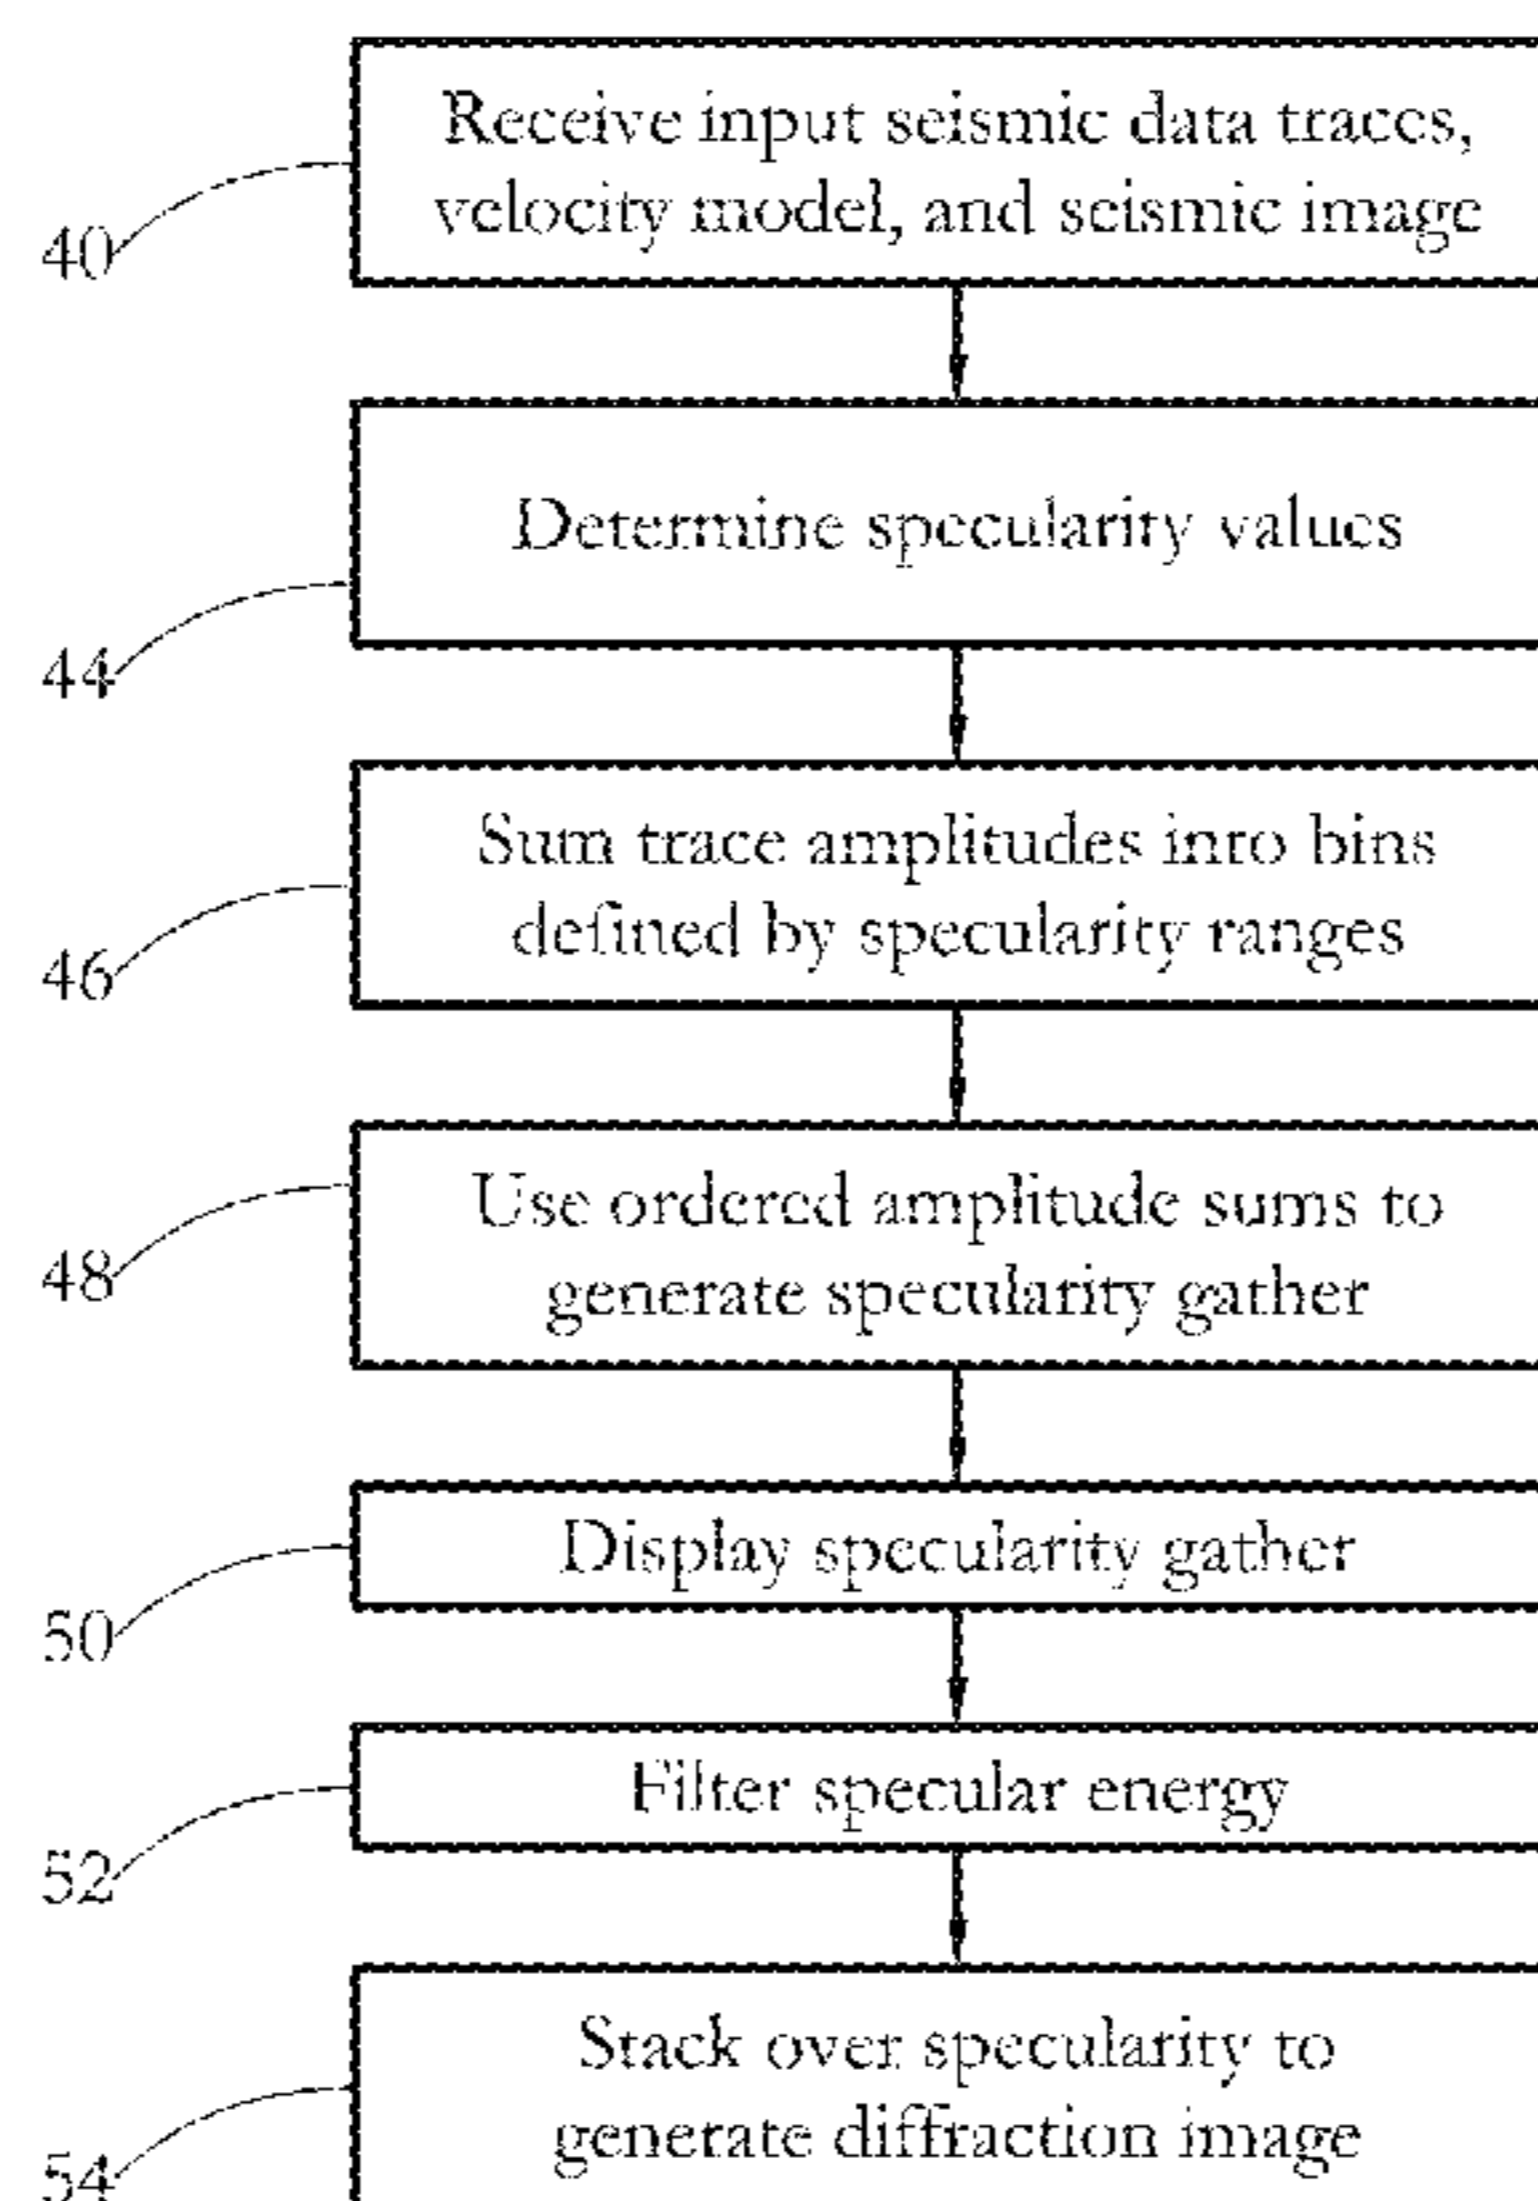 Receive input seismic data traces,
velocity model, and seismic image
40
Determine specularity values
44
Sum trace amplitudes into bins
defined by specularity ranges
46
Use ordered amplitude sums to
generate specularity gather
48
Display specularity gather
50
Filter specular energy
52
Stack over specularity to
generate diffraction image
54